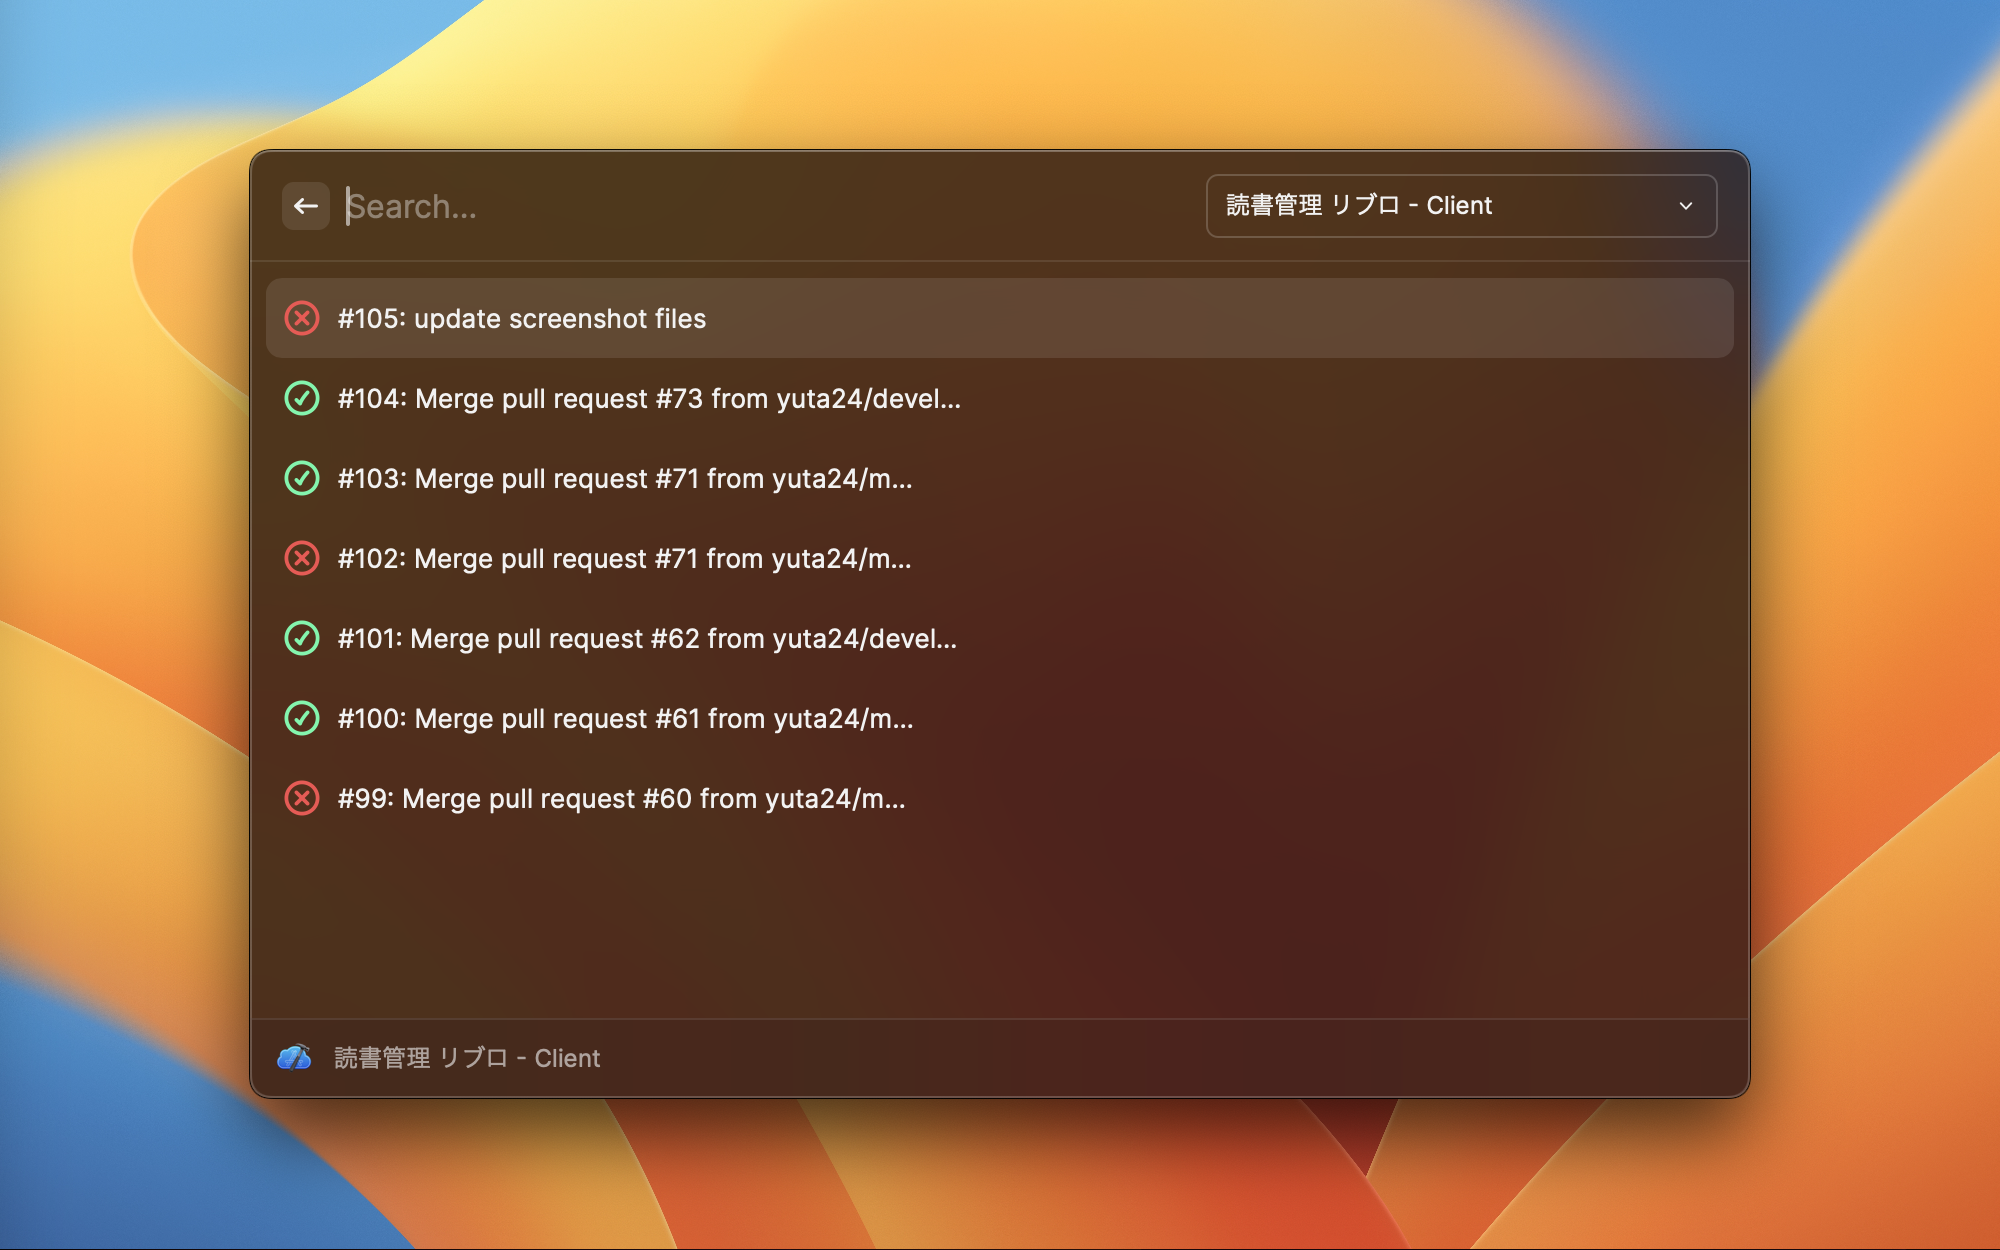 Search...
読書管理 リブロ - Client
#105: update screenshot files
#104: Merge pull request #73 from yuta24/devel...
#103: Merge pull request #71 from yuta24/m...
#102: Merge pull request #71 from yuta24/m...
#101: Merge pull request #62 from yuta24/devel...
#100: Merge pull request #61 from yuta24/m...
#99: Merge pull request #60 from yuta24/m...
読書管理 リブロ - Client